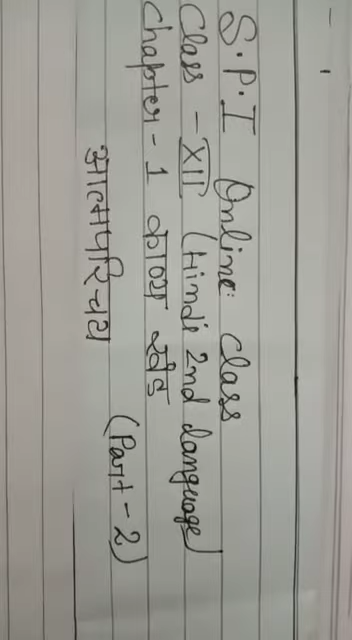 S.P.I Online: Class
Class - XII (Hindi 2nd Language)
Chapter - 1 काव्य खंड
आत्मपरिचय (Part - 2)